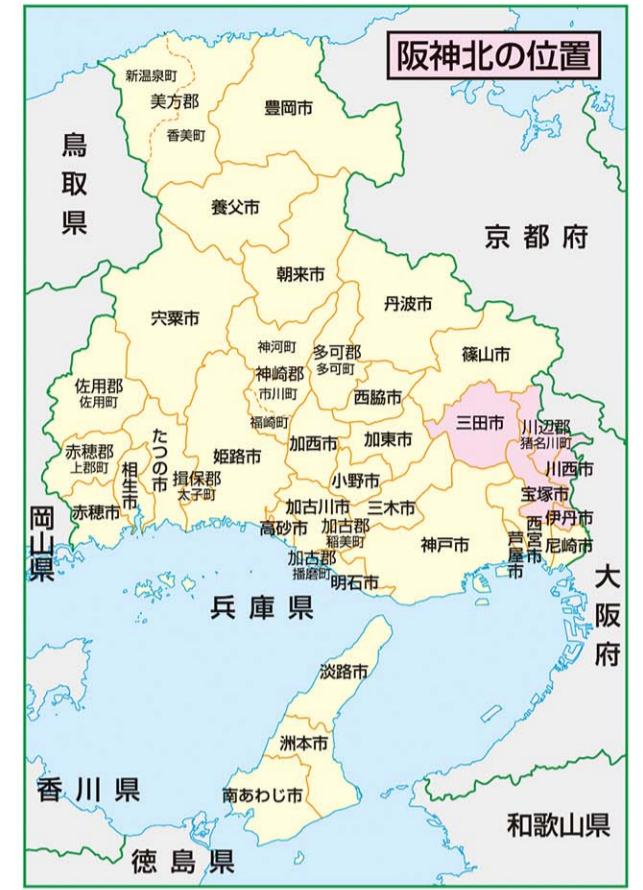 阪神北の位置
新温泉町
美方郡
香美町
豊岡市
鳥取県
養父市
京都府
朝来市
丹波市
宍粟市
神河町
神崎郡
市川町
福崎町
多可郡
多可町
篠山市
西脇市
佐用郡
佐用町
三田市
川辺郡
猪名川町
川西市
赤穂郡
上郡町
たつの市
相生市
揖保郡
太子町
姫路市
加西市
加東市
小野市
宝塚市
赤穂市
加古川市
三木市
高砂市
加古郡
稲美町
神戸市
芦屋市
西宮市
伊丹市
尼崎市
岡山県
加古郡
播磨町
明石市
大阪府
兵庫県
淡路市
洲本市
南あわじ市
香川県
徳島県
和歌山県